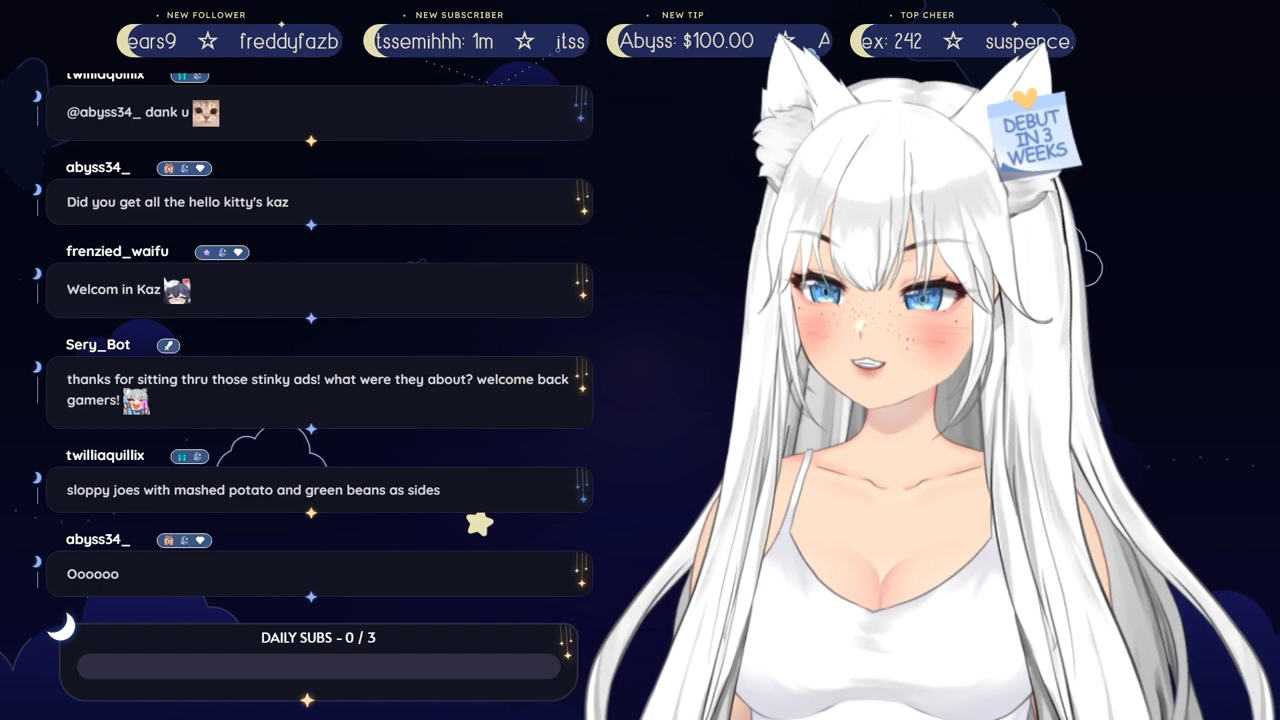 NEW FOLLOWER
ears9 ☆ freddyfazb
NEW SUBSCRIBER
tssemihhh: 1m ☆ jtss
NEW TIP
Abyss: $100.00 ☆ A
TOP CHEER
ex: 242 ☆ suspence.
twilliaquillix
@abyss34_ dank u
abyss34_
Did you get all the hello kitty's kaz
frenzied_waifu
Welcom in Kaz
Sery_Bot
thanks for sitting thru those stinky ads! what were they about? welcome back
gamers!
twilliaquillix
sloppy joes with mashed potato and green beans as sides
abyss34_
Oooooo
DAILY SUBS - 0 / 3
DEBUT
IN 3
WEEKS